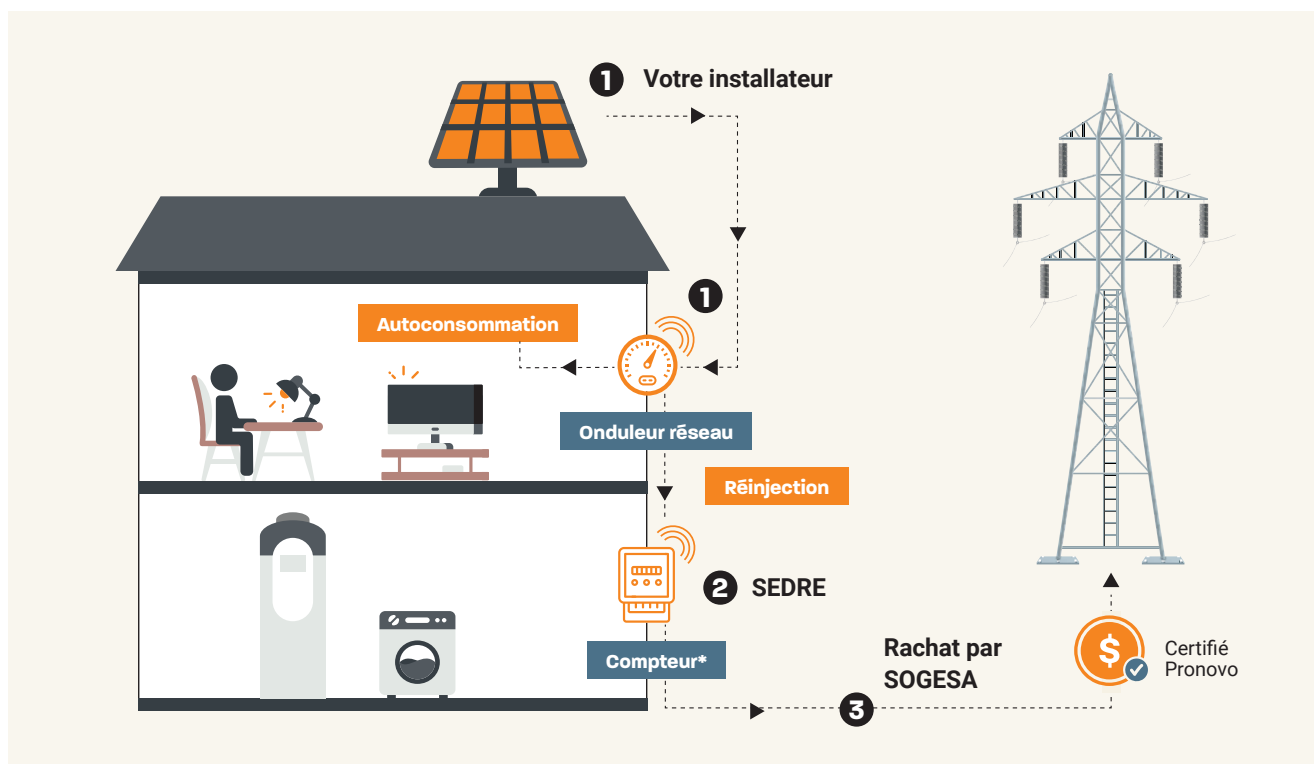 1 Votre installateur
1
Autoconsommation
Onduleur réseau
Réinjection
2 SEDRE
Compteur*
Rachat par
SOGESA
3
$
Certifié
Pronovo